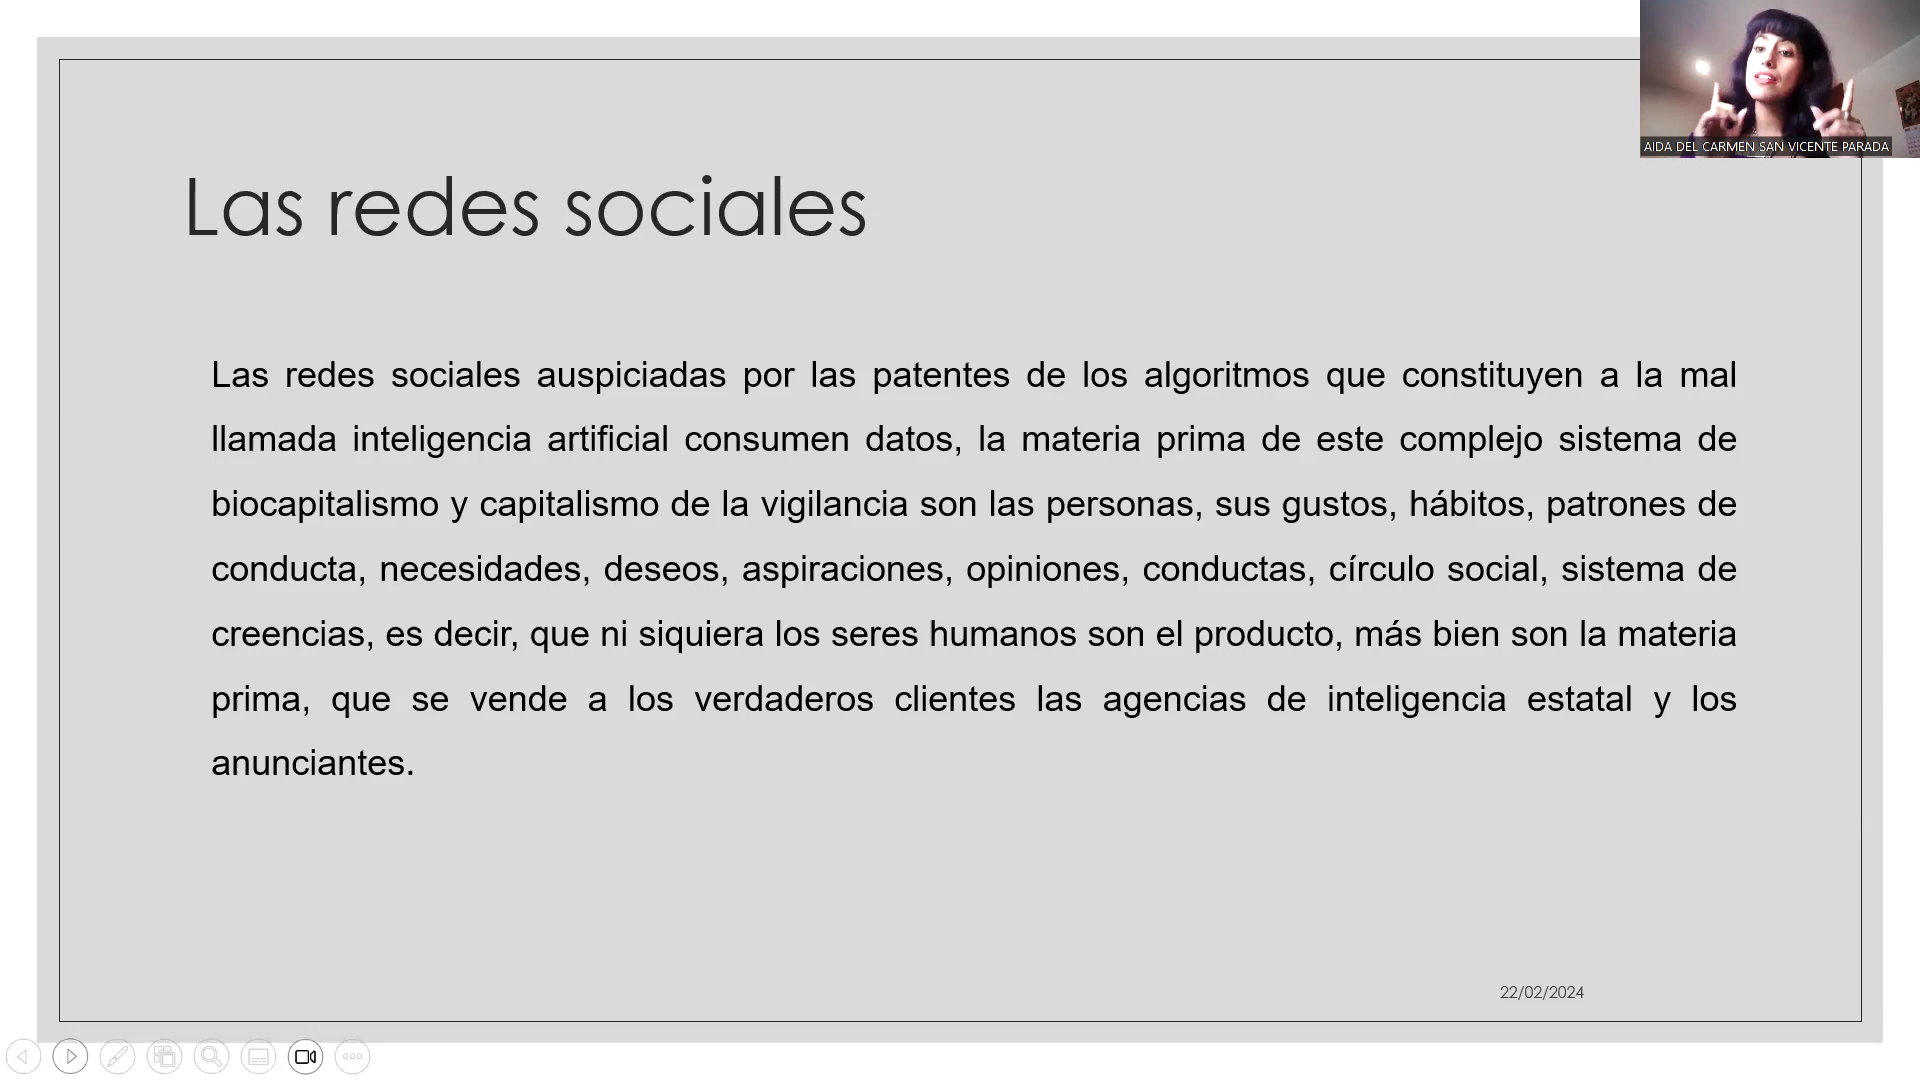 AIDA DEL CARMEN SAN VICENTE PARADA
Las redes sociales
Las redes sociales auspiciadas por las patentes de los algoritmos que constituyen a la mal
llamada inteligencia artificial consumen datos, la materia prima de este complejo sistema de
biocapitalismo y capitalismo de la vigilancia son las personas, sus gustos, hábitos, patrones de
conducta, necesidades, deseos, aspiraciones, opiniones, conductas, círculo social, sistema de
creencias, es decir, que ni siquiera los seres humanos son el producto, más bien son la materia
prima, que se vende a los verdaderos clientes las agencias de inteligencia estatal y los
anunciantes.
22/02/2024